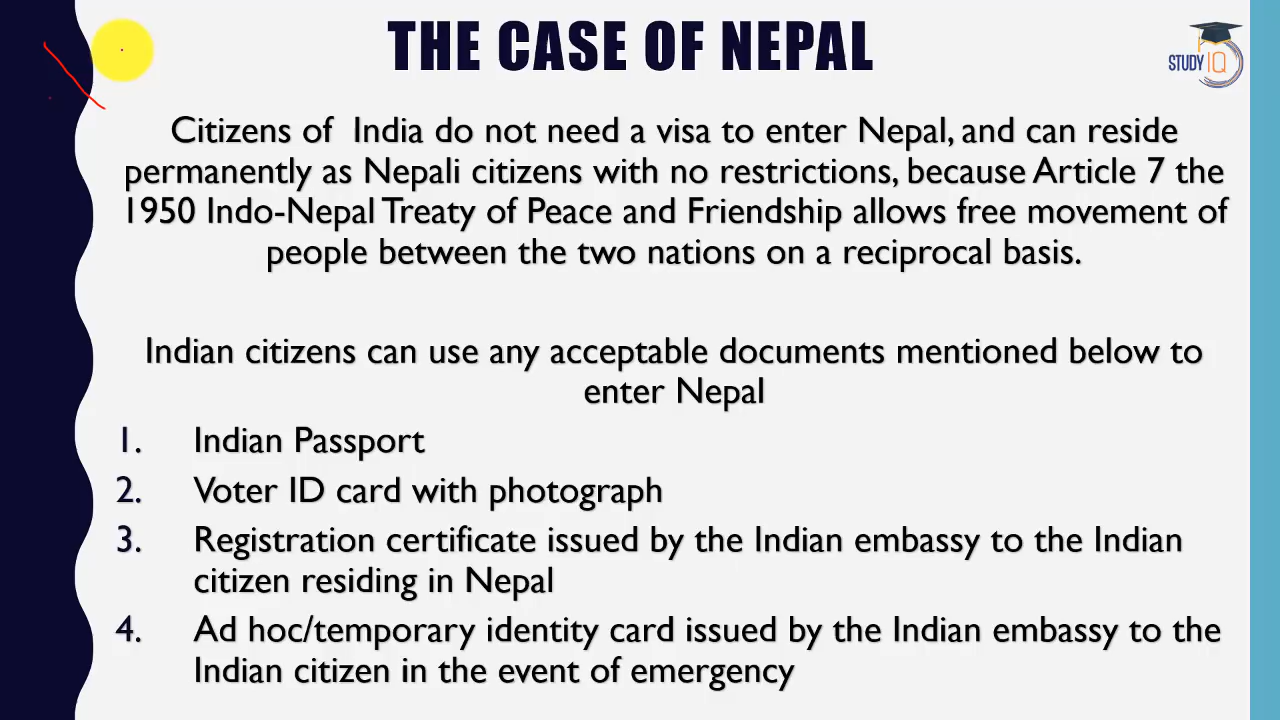 THE CASE OF NEPAL
STUDY IQ
Citizens of India do not need a visa to enter Nepal, and can reside
permanently as Nepali citizens with no restrictions, because Article 7 the
1950 Indo-Nepal Treaty of Peace and Friendship allows free movement of
people between the two nations on a reciprocal basis.
Indian citizens can use any acceptable documents mentioned below to
enter Nepal
1. Indian Passport
2. Voter ID card with photograph
3. Registration certificate issued by the Indian embassy to the Indian
citizen residing in Nepal
4. Ad hoc/temporary identity card issued by the Indian embassy to the
Indian citizen in the event of emergency